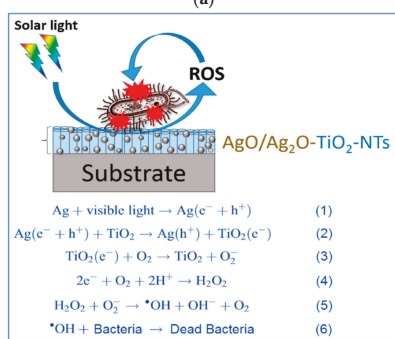 (a)
Solar light
ROS
AgO/Ag₂O-TiO₂-NTs
Substrate
Ag + visible light → Ag(e⁻ + h⁺) (1)
Ag(e⁻ + h⁺) + TiO₂ → Ag(h⁺) + TiO₂(e⁻) (2)
TiO₂(e⁻) + O₂ → TiO₂ + O₂⁻ (3)
2e⁻ + O₂ + 2H⁺ → H₂O₂ (4)
H₂O₂ + O₂⁻ → •OH + OH⁻ + O₂ (5)
•OH + Bacteria → Dead Bacteria (6)